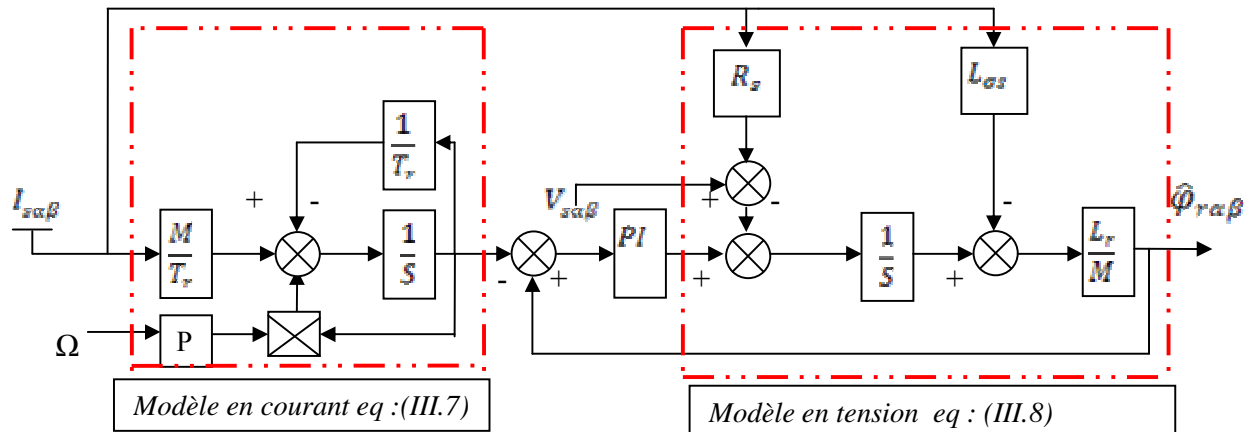 R_s
L_σs
1
T_r
+
-
I_sαβ
V_sαβ
+
-
-
φ̂_rαβ
M
T_r
1
S
-
+
PI
+
1
S
+
L_r
M
Ω
P
Modèle en courant eq :(III.7)
Modèle en tension eq : (III.8)